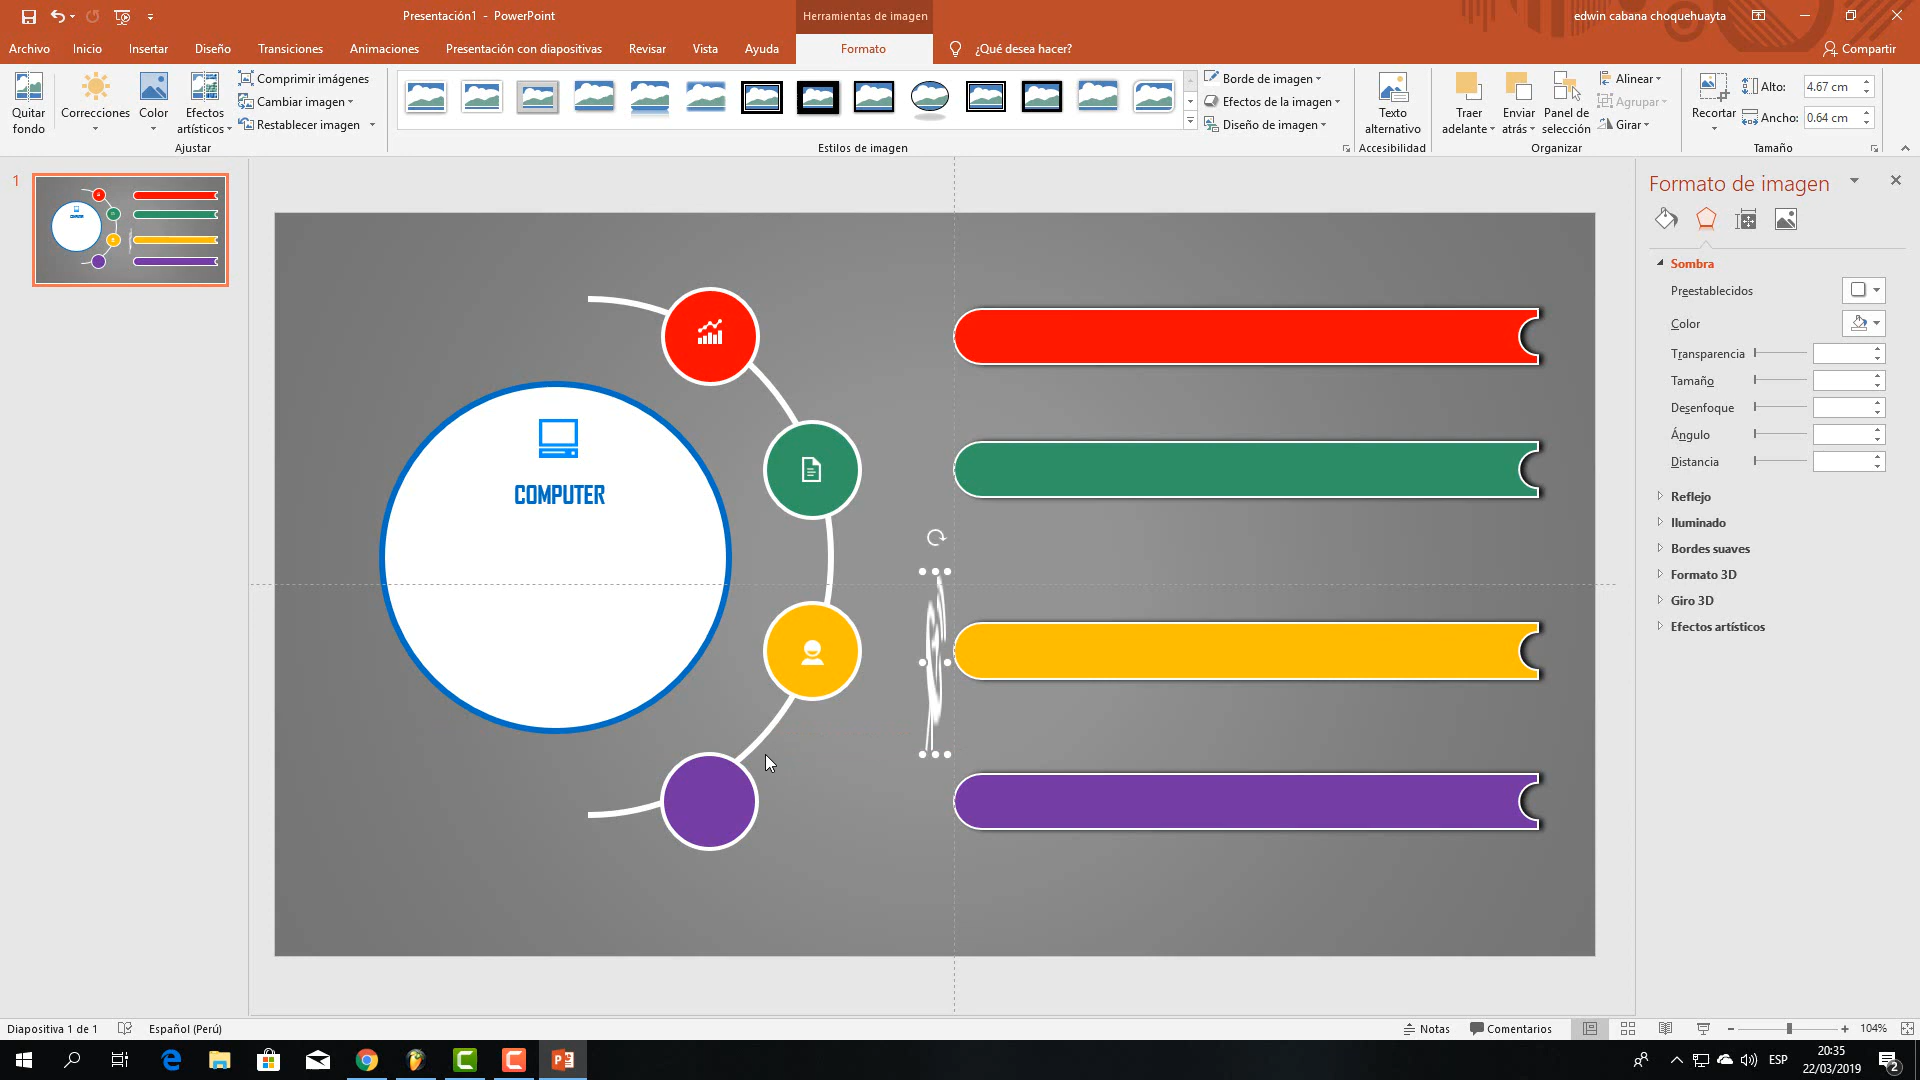 Presentación1 - PowerPoint
Herramientas de imagen
edwin cabana choquehuayta
Archivo
Inicio
Insertar
Diseño
Transiciones
Animaciones
Presentación con diapositivas
Revisar
Vista
Ayuda
Formato
¿Qué desea hacer?
Compartir
Quitar fondo
Correcciones
Color
Efectos artísticos
Comprimir imágenes
Cambiar imagen
Restablecer imagen
Ajustar
Estilos de imagen
Borde de imagen
Efectos de la imagen
Diseño de imagen
Texto alternativo
Accesibilidad
Traer adelante
Enviar atrás
Panel de selección
Alinear
Agrupar
Girar
Organizar
Recortar
Alto: 4.67 cm
Ancho: 0.64 cm
Tamaño
1
COMPUTER
Formato de imagen
Sombra
Preestablecidos
Color
Transparencia
Tamaño
Desenfoque
Ángulo
Distancia
Reflejo
Iluminado
Bordes suaves
Formato 3D
Giro 3D
Efectos artísticos
Diapositiva 1 de 1
Español (Perú)
Notas
Comentarios
104%
ESP
20:35
22/03/2019
2